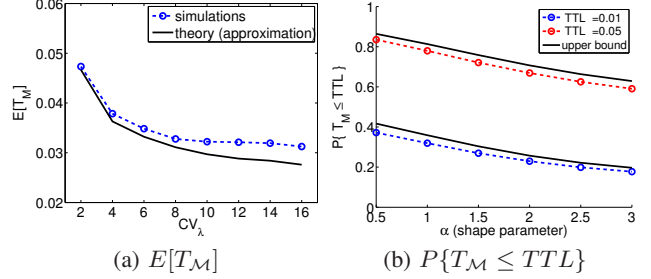 0.06
0.05
0.04
0.03
0.02
E[T_M]
simulations
theory (approximation)
2 4 6 8 10 12 14 16
CV_λ
(a) E[T_M]
1
0.8
0.6
0.4
0.2
0
P{ T_M ≤ TTL }
TTL =0.01
TTL =0.05
upper bound
0.5 1 1.5 2 2.5 3
α (shape parameter)
(b) P{T_M ≤ TTL}